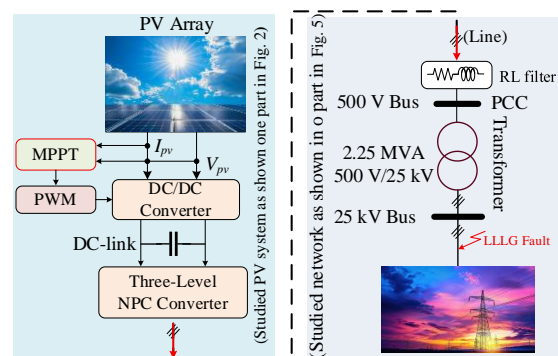 PV Array
I_pv
V_pv
MPPT
PWM
DC/DC
Converter
DC-link
Three-Level
NPC Converter
(Studied PV system as shown one part in Fig. 2)
(Studied network as shown in o part in Fig. 5)
(Line)
RL filter
500 V Bus
PCC
2.25 MVA
500 V/25 kV
Transformer
25 kV Bus
LLLG Fault